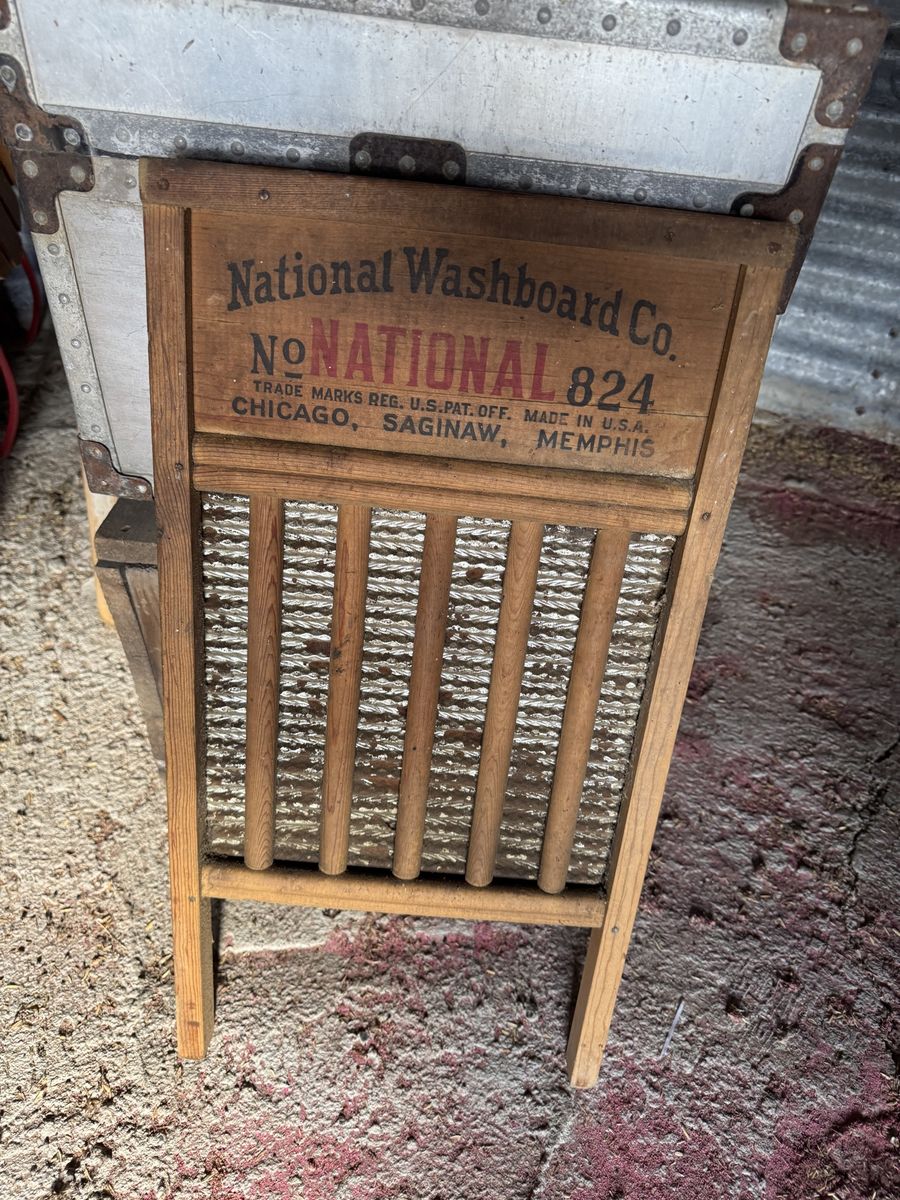 National Washboard Co.
No NATIONAL 824
TRADE MARKS REG. U.S. PAT. OFF. MADE IN U.S.A.
CHICAGO, SAGINAW, MEMPHIS